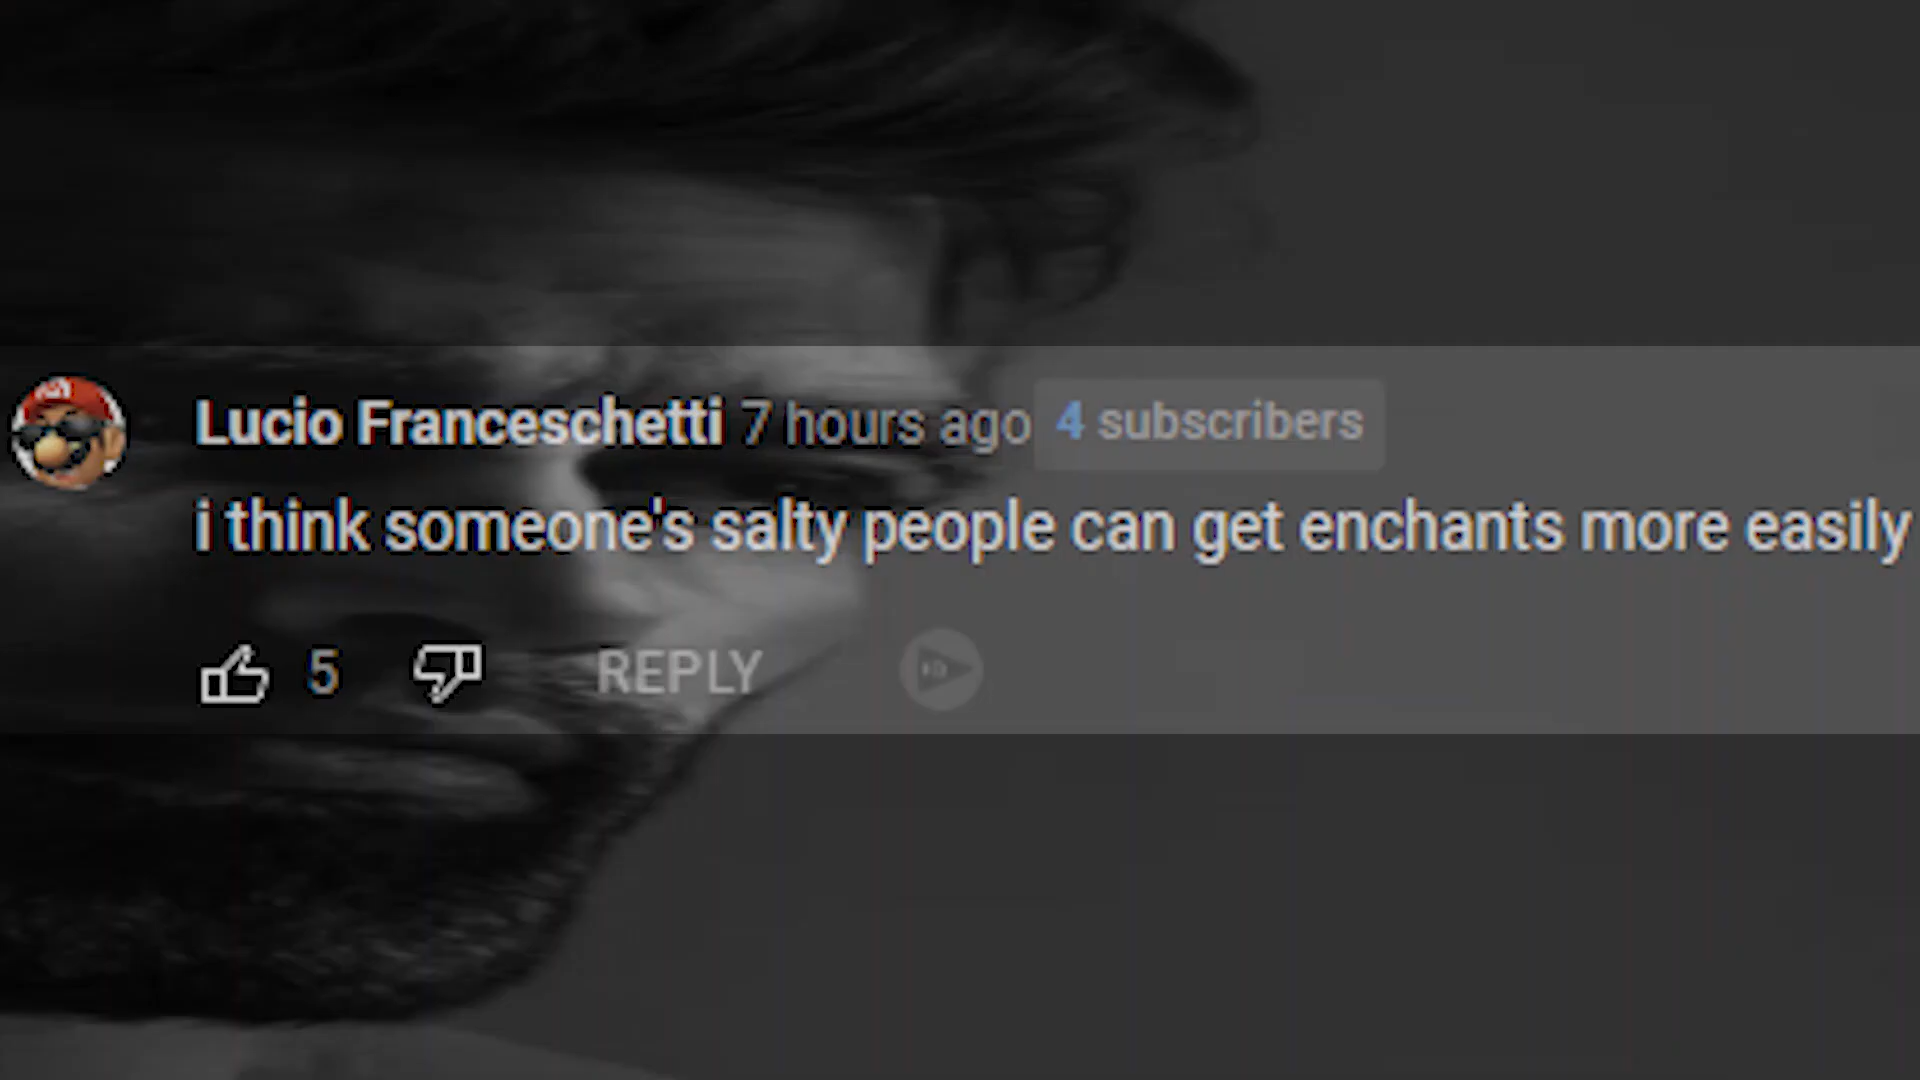 Lucio Franceschetti 7 hours ago 4 subscribers
i think someone's salty people can get enchants more easily
5 REPLY